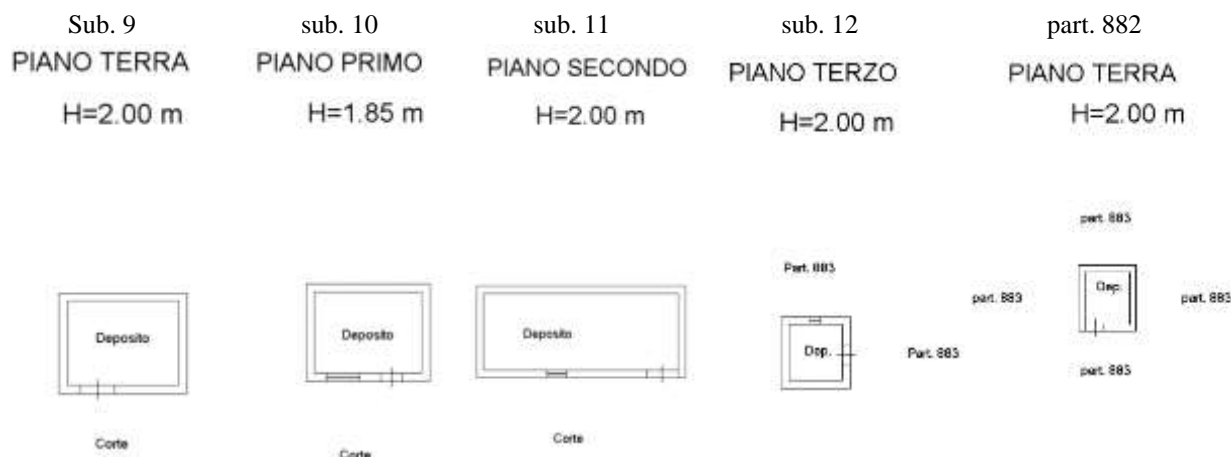 Sub. 9
PIANO TERRA
H=2.00 m
Deposito
Corte
sub. 10
PIANO PRIMO
H=1.85 m
Deposito
Corte
sub. 11
PIANO SECONDO
H=2.00 m
Deposito
Corte
sub. 12
PIANO TERZO
H=2.00 m
Part. 883
Dep.
Part. 883
part. 882
PIANO TERRA
H=2.00 m
part. 883
part. 883
Dep.
part. 883
part. 883